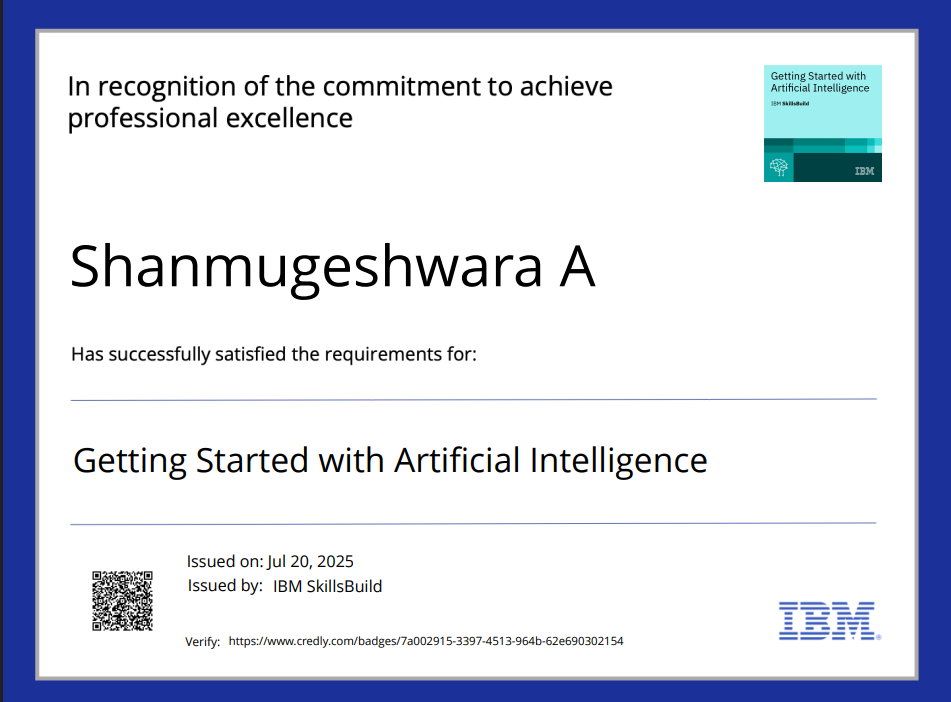 In recognition of the commitment to achieve
professional excellence
Getting Started with
Artificial Intelligence
IBM SkillsBuild
IBM
Shanmugeshwara A
Has successfully satisfied the requirements for:
Getting Started with Artificial Intelligence
Issued on: Jul 20, 2025
Issued by: IBM SkillsBuild
Verify: https://www.credly.com/badges/7a002915-3397-4513-964b-62e690302154
IBM®